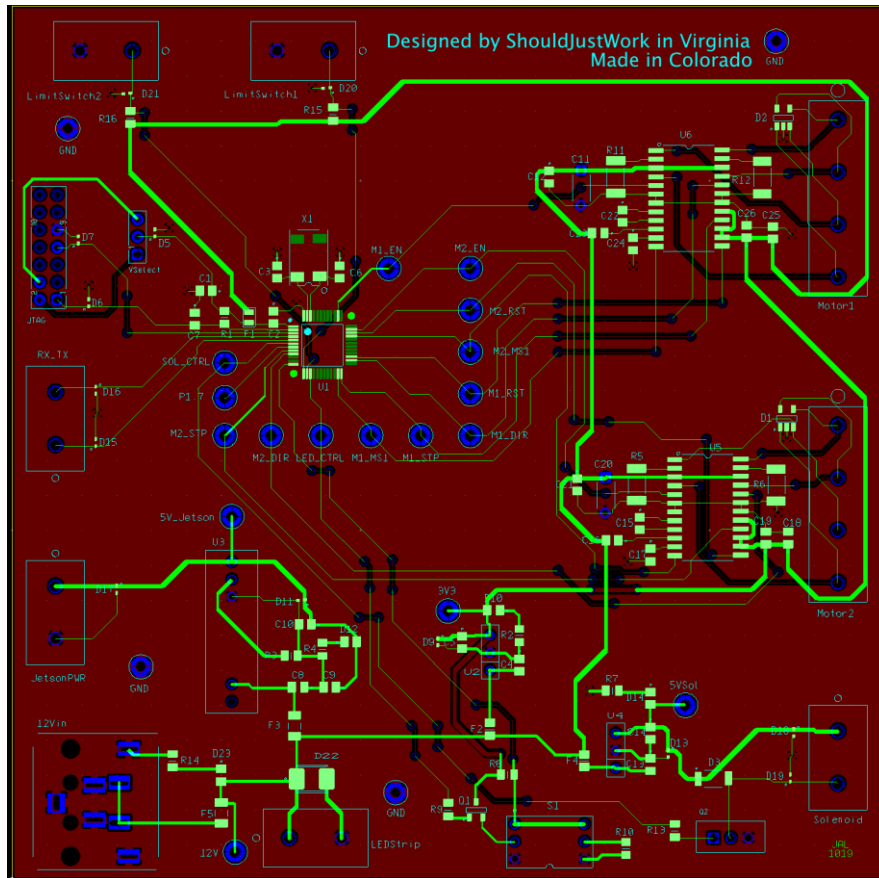 Designed by ShouldJustWork in Virginia
Made in Colorado
GND
LimitSwitch2
D21
LimitSwitch1
D20
R16
R15
GND
D2
U6
C11
R11
R12
C22
C26
C25
C24
Motor1
JTAG
D7
D5
VSelect
D6
X1
C3
C6
M1_EN
M2_EN
C1
C7
R1
F1
C2
M2_RST
M2_MS1
M1_RST
SOL_CTRL
P1_7
U1
RX_TX
D16
D15
M2_STP
M2_DIR
LED_CTRL
M1_MS1
M1_STP
M1_DIR
D1
U5
C20
R5
R6
C15
C19
C18
C17
Motor2
5V_Jetson
U3
D11
C10
D12
R4
C8
C9
JetsonPWR
GND
3V3
D10
D9
R2
U2
C4
R7
D14
5VSol
U4
C13
D13
D3
D19
Solenoid
12Vin
R14
D23
F3
D22
F2
F4
F5
12V
LEDStrip
GND
R8
R9
Q1
S1
R10
R13
Q2
JAL
1019